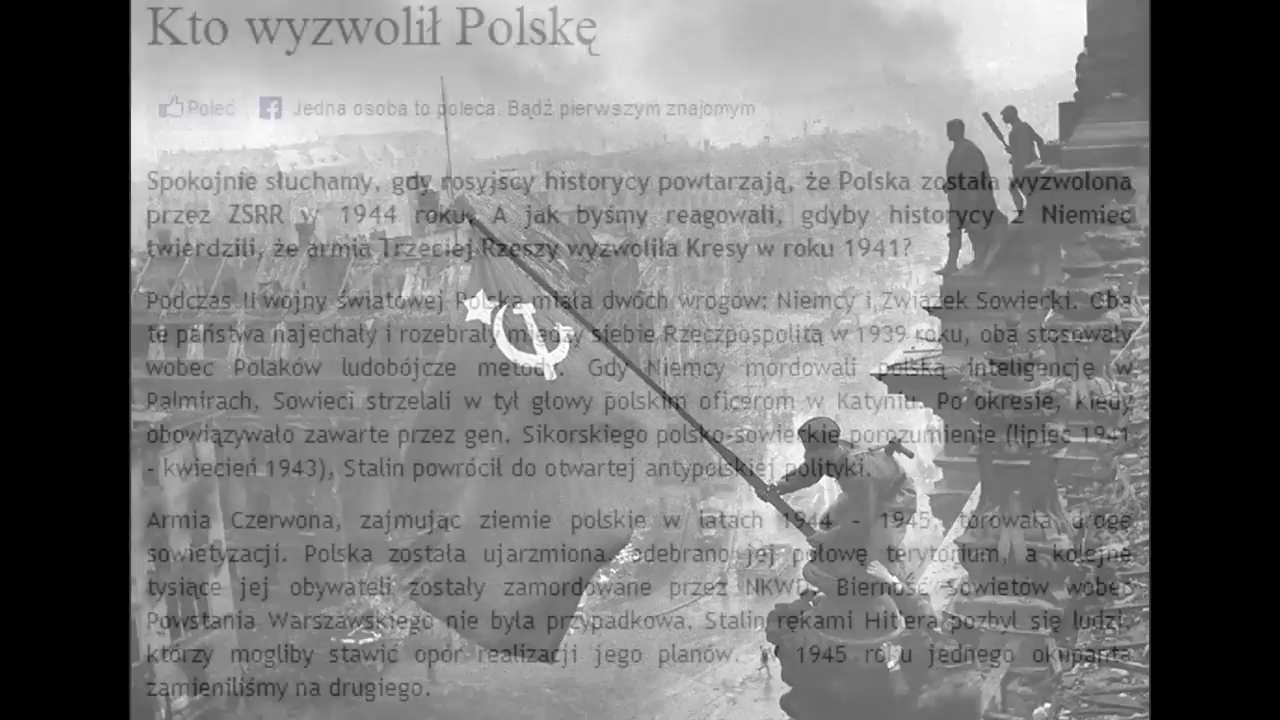 Kto wyzwolił Polskę
Poleć Jedna osoba to poleca. Bądź pierwszym znajomym
Spokojnie słuchamy, gdy rosyjscy historycy powtarzają, że Polska została wyzwolona
przez ZSRR w 1944 roku. A jak byśmy reagowali, gdyby historycy z Niemiec
twierdzili, że armia Trzeciej Rzeszy wyzwoliła Kresy w roku 1941?
Podczas II wojny światowej Polska miała dwóch wrogów: Niemcy i Związek Sowiecki. Oba
te państwa najechały i rozebrały między siebie Rzeczpospolitą w 1939 roku, oba stosowały
wobec Polaków ludobójcze metody. Gdy Niemcy mordowali polską inteligencję w
Palmirach, Sowieci strzelali w tył głowy polskim oficerom w Katyniu. Po okresie, kiedy
obowiązywało zawarte przez gen. Sikorskiego polsko-sowieckie porozumienie (lipiec 1941
- kwiecień 1943), Stalin powrócił do otwartej antypolskiej polityki.
Armia Czerwona, zajmując ziemie polskie w latach 1944 - 1945, torowała drogę
sowietyzacji. Polska została ujarzmiona, odebrano jej połowę terytorium, a kolejne
tysiące jej obywateli zostały zamordowane przez NKWD. Bierność Sowietów wobec
Powstania Warszawskiego nie była przypadkowa. Stalin rękami Hitlera pozbył się ludzi,
którzy mogliby stawić opór realizacji jego planów. W 1945 roku jednego okupanta
zamieniliśmy na drugiego.